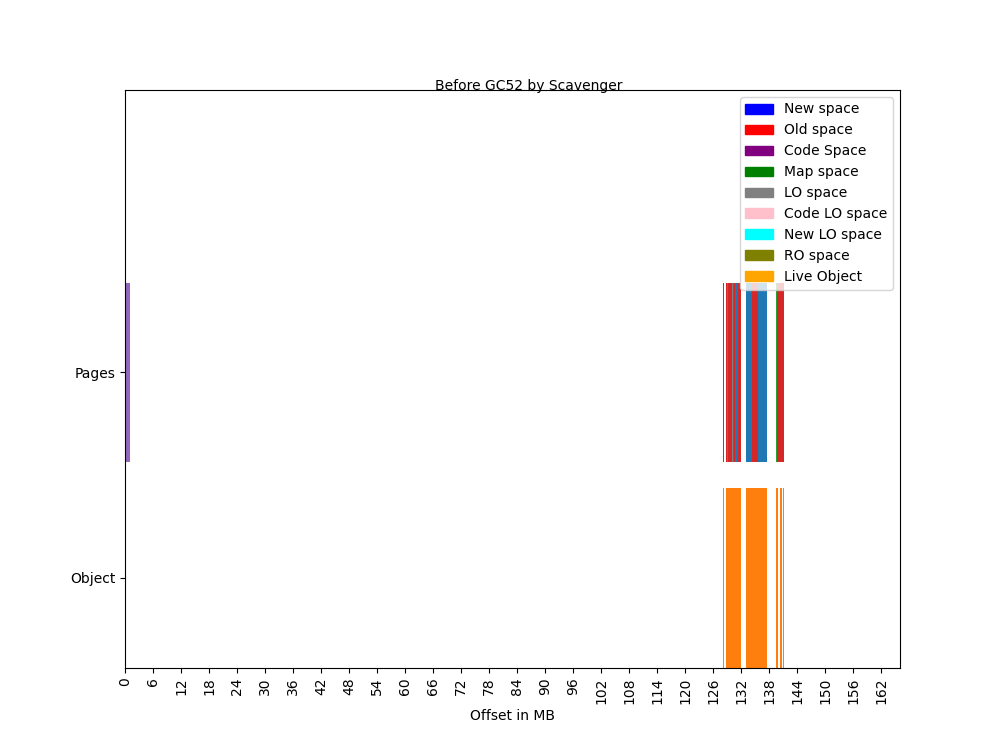 Before GC52 by Scavenger
New space
Old space
Code Space
Map space
LO space
Code LO space
New LO space
RO space
Live Object
Pages
Object
0 6 12 18 24 30 36 42 48 54 60 66 72 78 84 90 96 102 108 114 120 126 132 138 144 150 156 162
Offset in MB